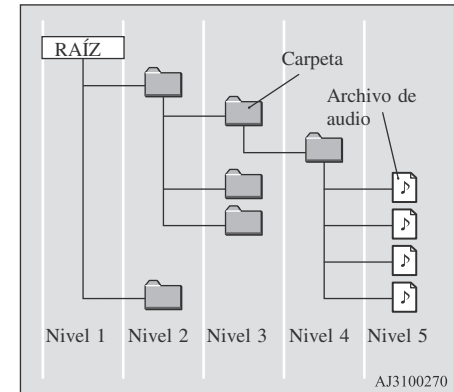 RAÍZ
Carpeta
Archivo de
audio
Nivel 1 Nivel 2 Nivel 3 Nivel 4 Nivel 5
AJ3100270